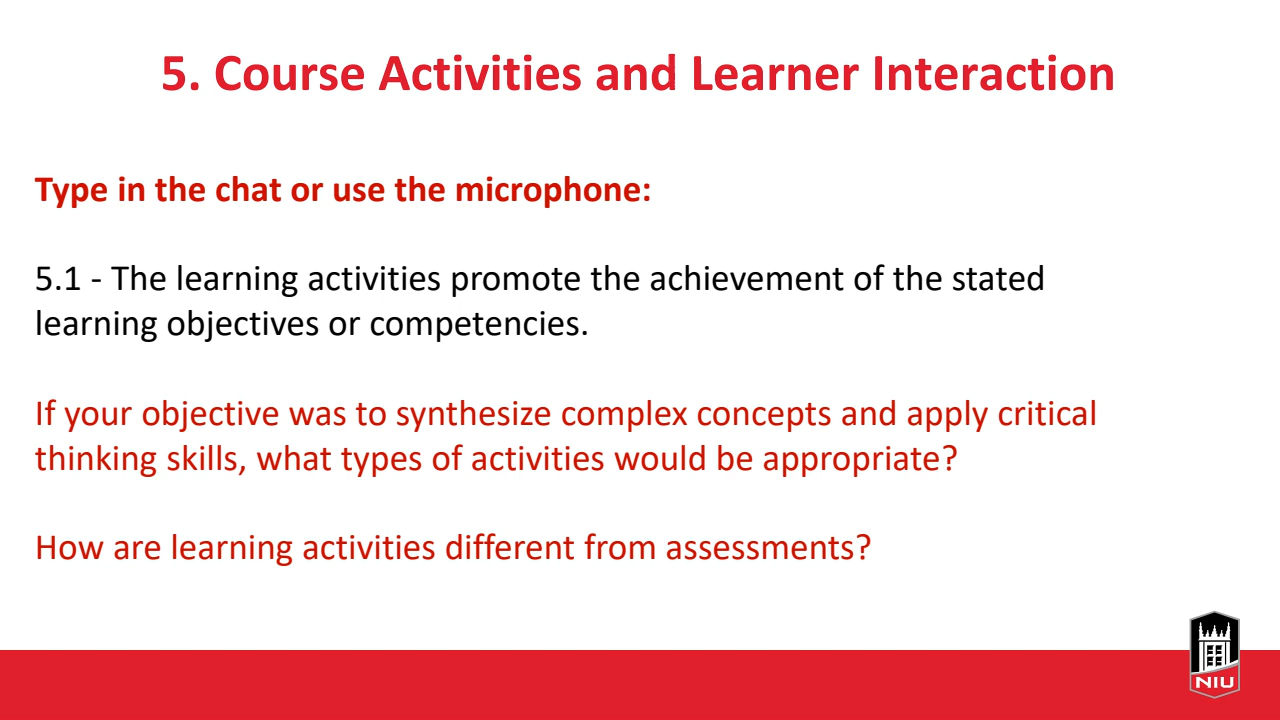 5. Course Activities and Learner Interaction
Type in the chat or use the microphone:
5.1 - The learning activities promote the achievement of the stated
learning objectives or competencies.
If your objective was to synthesize complex concepts and apply critical
thinking skills, what types of activities would be appropriate?
How are learning activities different from assessments?
NIU